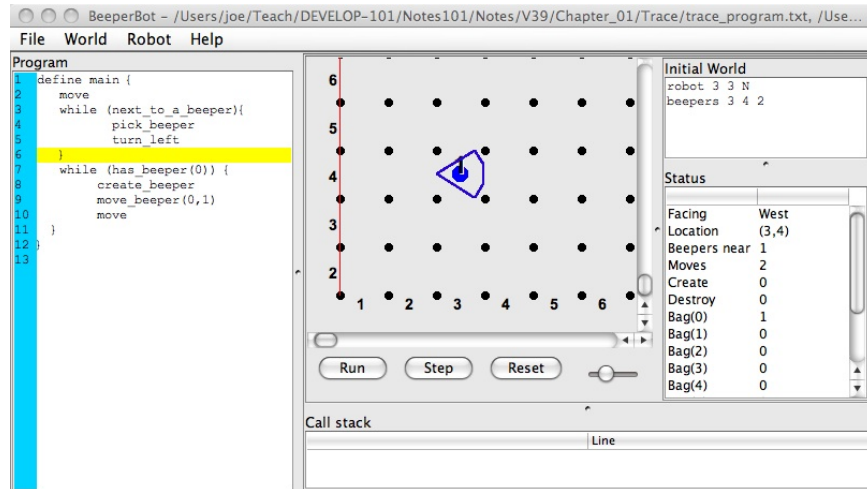 BeeperBot – /Users/joe/Teach/DEVELOP-101/Notes101/Notes/V39/Chapter_01/Trace/trace_program.txt, /Use...
File World Robot Help
Program
1 define main {
2 move
3 while (next_to_a_beeper){
4 pick_beeper
5 turn_left
6 }
7 while (has_beeper(0)) {
8 create_beeper
9 move_beeper(0,1)
10 move
11 }
12 }
13
6
5
4
3
2
1
1 2 3 4 5 6
Run Step Reset
Initial World
robot 3 3 N
beepers 3 4 2
Status
Facing West
Location (3,4)
Beepers near 1
Moves 2
Create 0
Destroy 0
Bag(0) 1
Bag(1) 0
Bag(2) 0
Bag(3) 0
Bag(4) 0
Call stack
Line